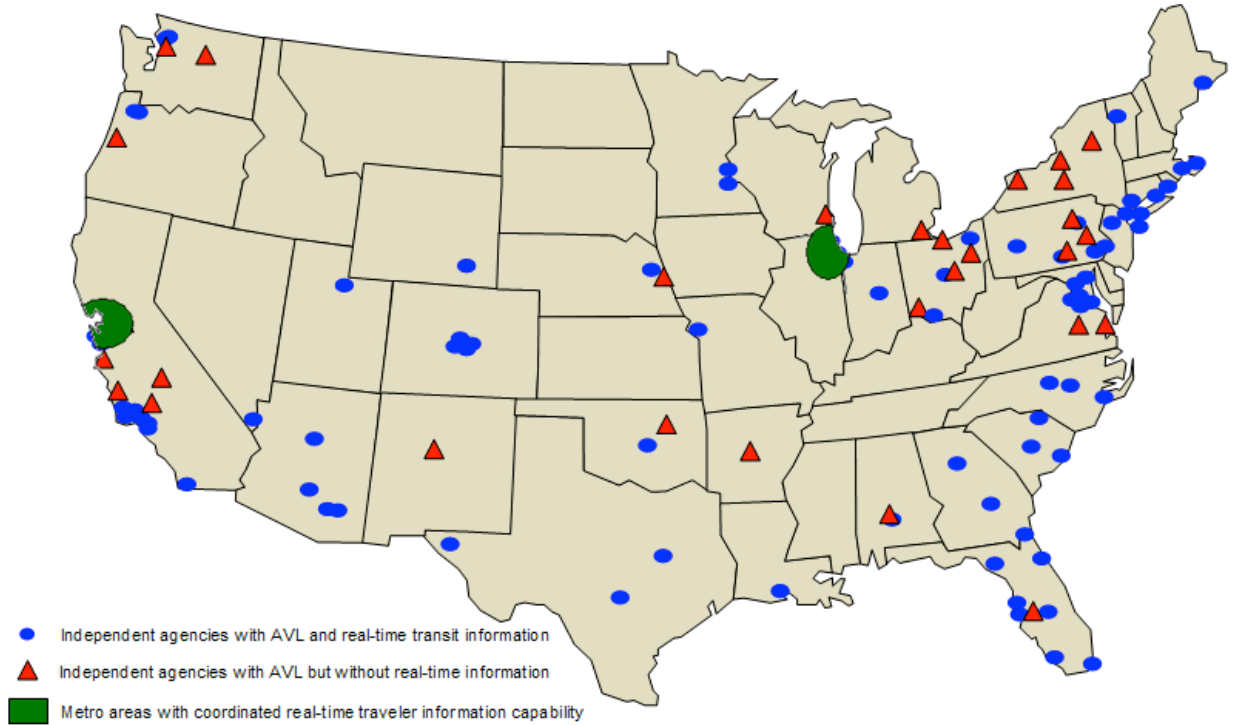 Independent agencies with AVL and real-time transit information
Independent agencies with AVL but without real-time information
Metro areas with coordinated real-time traveler information capability